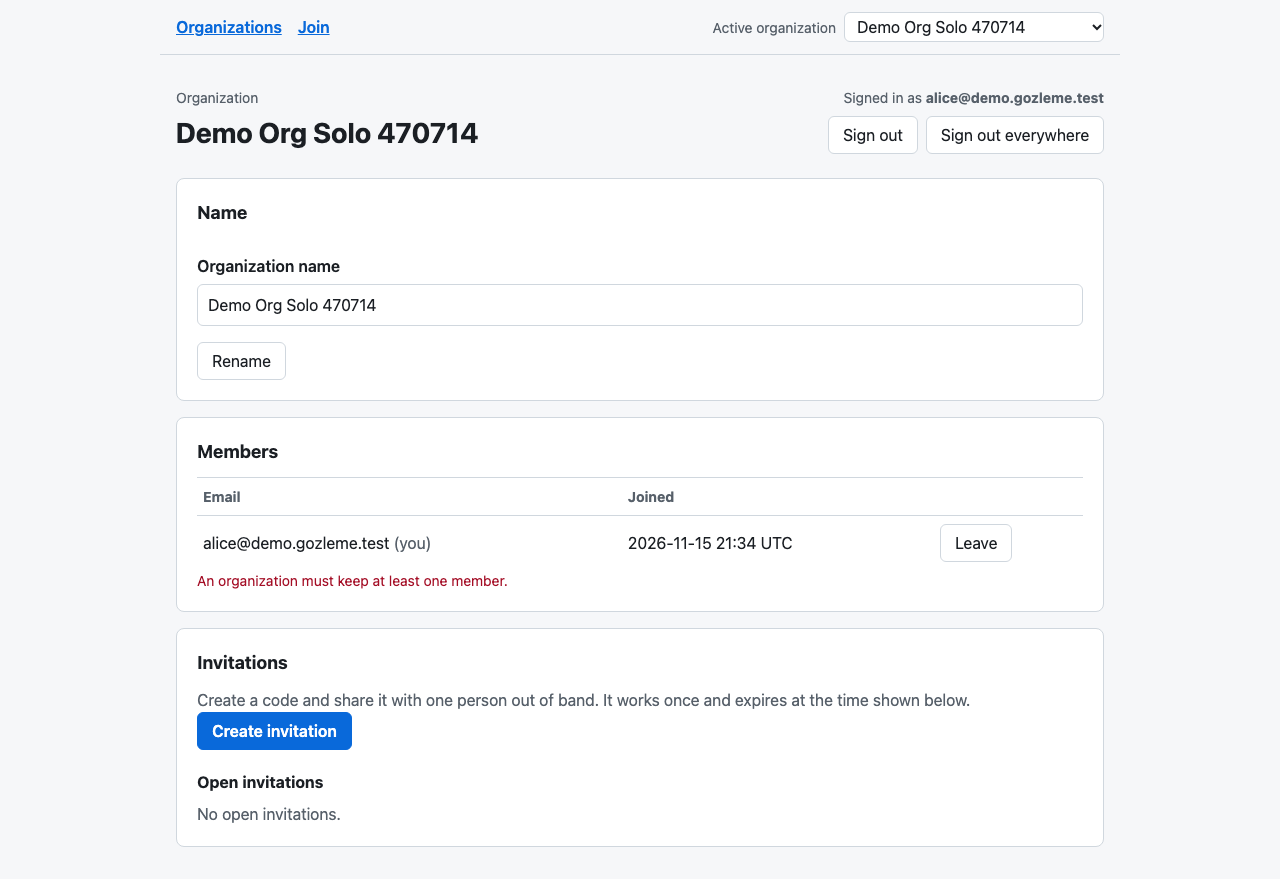 Organizations Join Active organization Demo Org Solo 470714
Organization
Signed in as alice@demo.gozleme.test
Demo Org Solo 470714
Sign out Sign out everywhere
Name
Organization name
Demo Org Solo 470714
Rename
Members
Email Joined
alice@demo.gozleme.test (you) 2026-11-15 21:34 UTC Leave
An organization must keep at least one member.
Invitations
Create a code and share it with one person out of band. It works once and expires at the time shown below.
Create invitation
Open invitations
No open invitations.